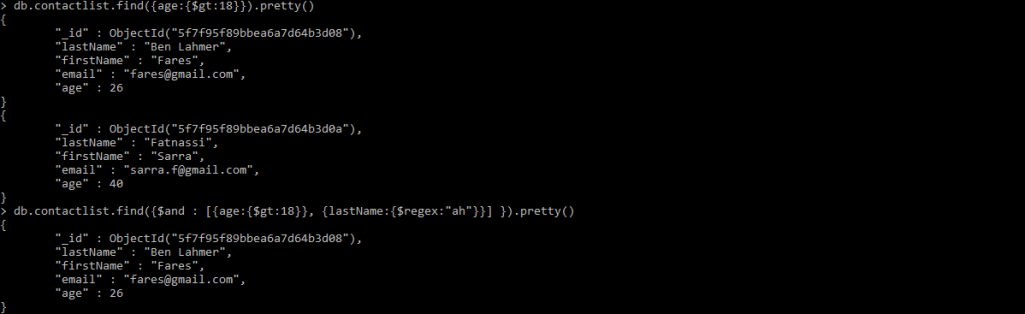 > db.contactlist.find({age:{$gt:18}}).pretty()
{
        "_id" : ObjectId("5f7f95f89bbea6a7d64b3d08"),
        "lastName" : "Ben Lahmer",
        "firstName" : "Fares",
        "email" : "fares@gmail.com",
        "age" : 26
}
{
        "_id" : ObjectId("5f7f95f89bbea6a7d64b3d0a"),
        "lastName" : "Fatnassi",
        "firstName" : "Sarra",
        "email" : "sarra.f@gmail.com",
        "age" : 40
}
> db.contactlist.find({$and : [{age:{$gt:18}}, {lastName:{$regex:"ah"}}] }).pretty()
{
        "_id" : ObjectId("5f7f95f89bbea6a7d64b3d08"),
        "lastName" : "Ben Lahmer",
        "firstName" : "Fares",
        "email" : "fares@gmail.com",
        "age" : 26
}